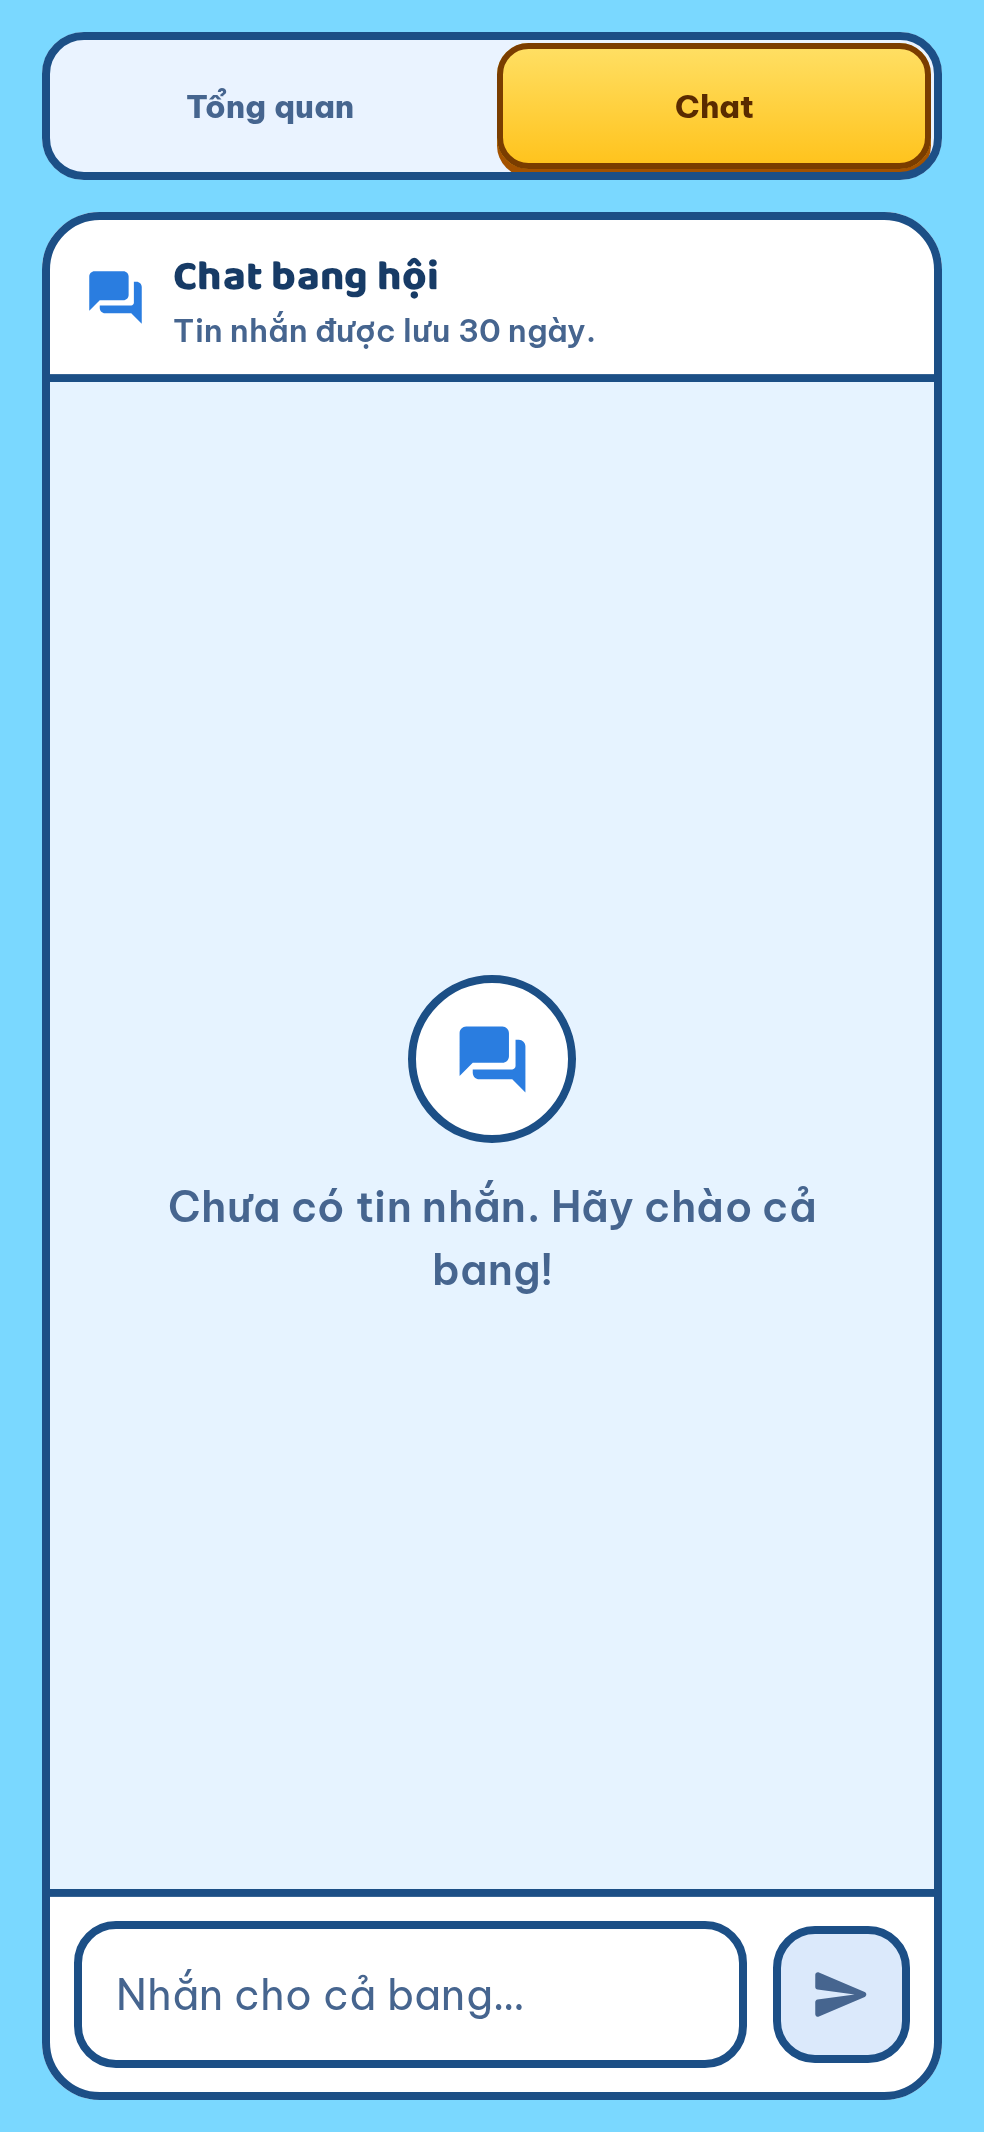 Tổng quan
Chat
Chat bang hội
Tin nhắn được lưu 30 ngày.
Chưa có tin nhắn. Hãy chào cả
bang!
Nhắn cho cả bang...